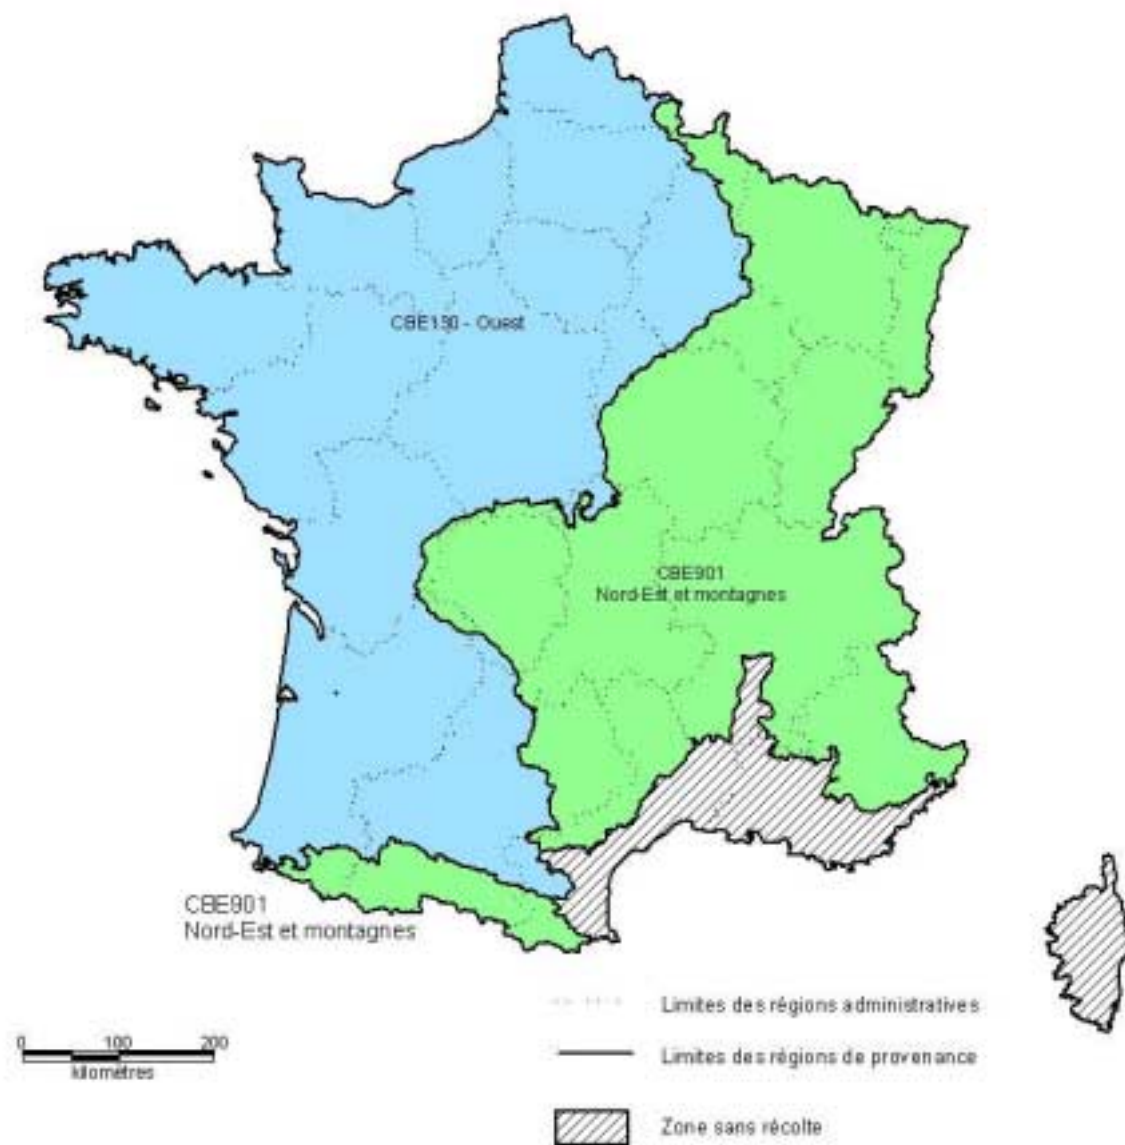 CBE130 - Ouest
CBE901
Nord-Est et montagnes
CBE901
Nord-Est et montagnes
Limites des régions administratives
0 100 200
kilomètres
Limites des régions de provenance
Zone sans récolte